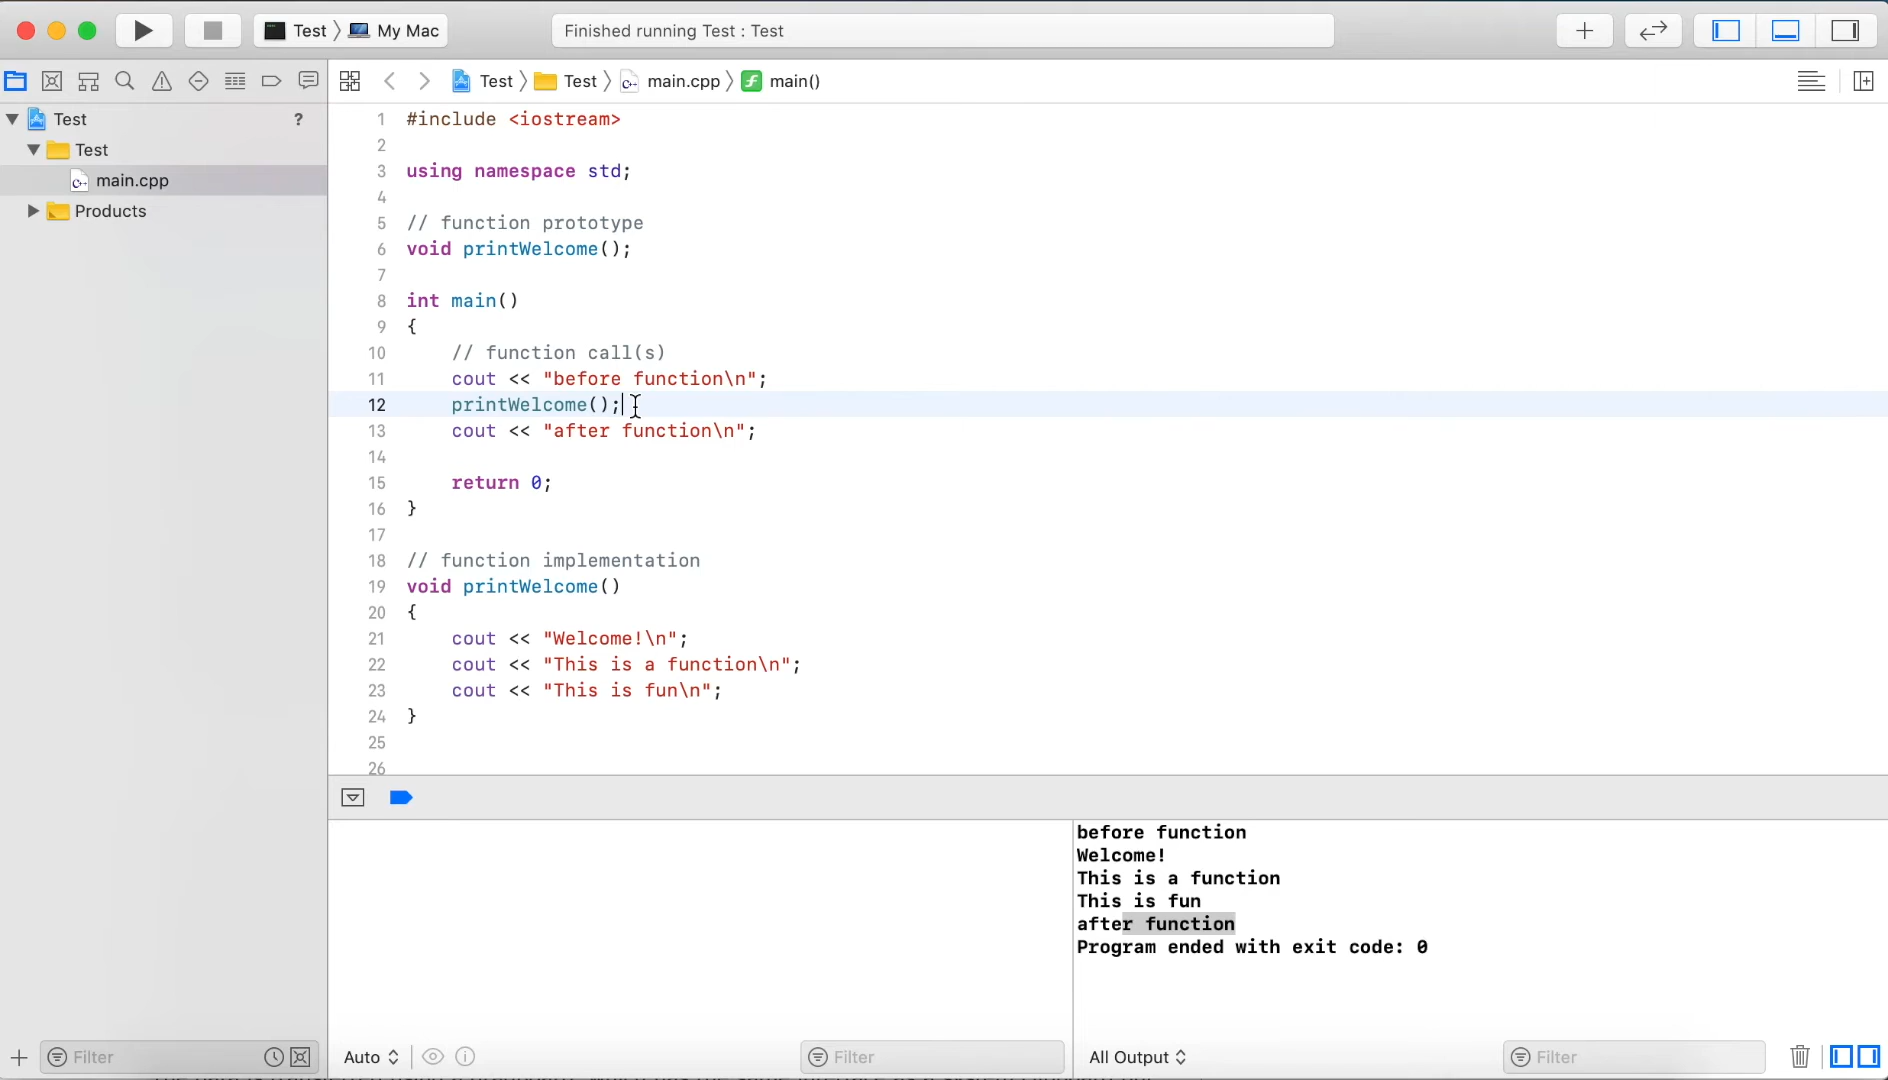 Test 〉 My Mac
Finished running Test : Test
Test 〉 Test 〉 main.cpp 〉 main()
Test ?
Test
main.cpp
Products
1 #include <iostream>
2
3 using namespace std;
4
5 // function prototype
6 void printWelcome();
7
8 int main()
9 {
10 // function call(s)
11 cout << "before function\n";
12 printWelcome();
13 cout << "after function\n";
14
15 return 0;
16 }
17
18 // function implementation
19 void printWelcome()
20 {
21 cout << "Welcome!\n";
22 cout << "This is a function\n";
23 cout << "This is fun\n";
24 }
25
26
before function
Welcome!
This is a function
This is fun
after function
Program ended with exit code: 0
Filter
Auto
Filter
All Output
Filter